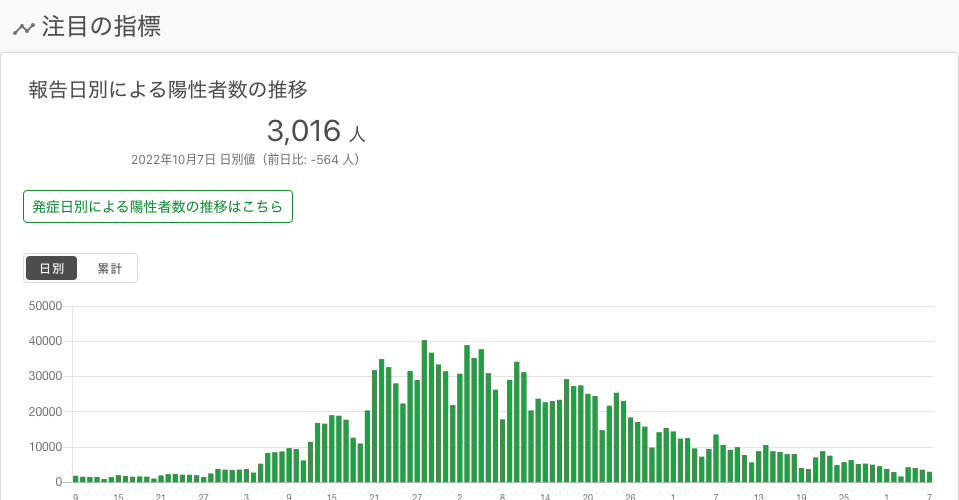 注目の指標
報告日別による陽性者数の推移
3,016 人
2022年10月7日 日別値（前日比: -564 人）
発症日別による陽性者数の推移はこちら
日別 累計
50000
40000
30000
20000
10000
0
9 15 21 27 3 9 15 21 27 2 8 14 20 26 1 7 13 19 25 1 7